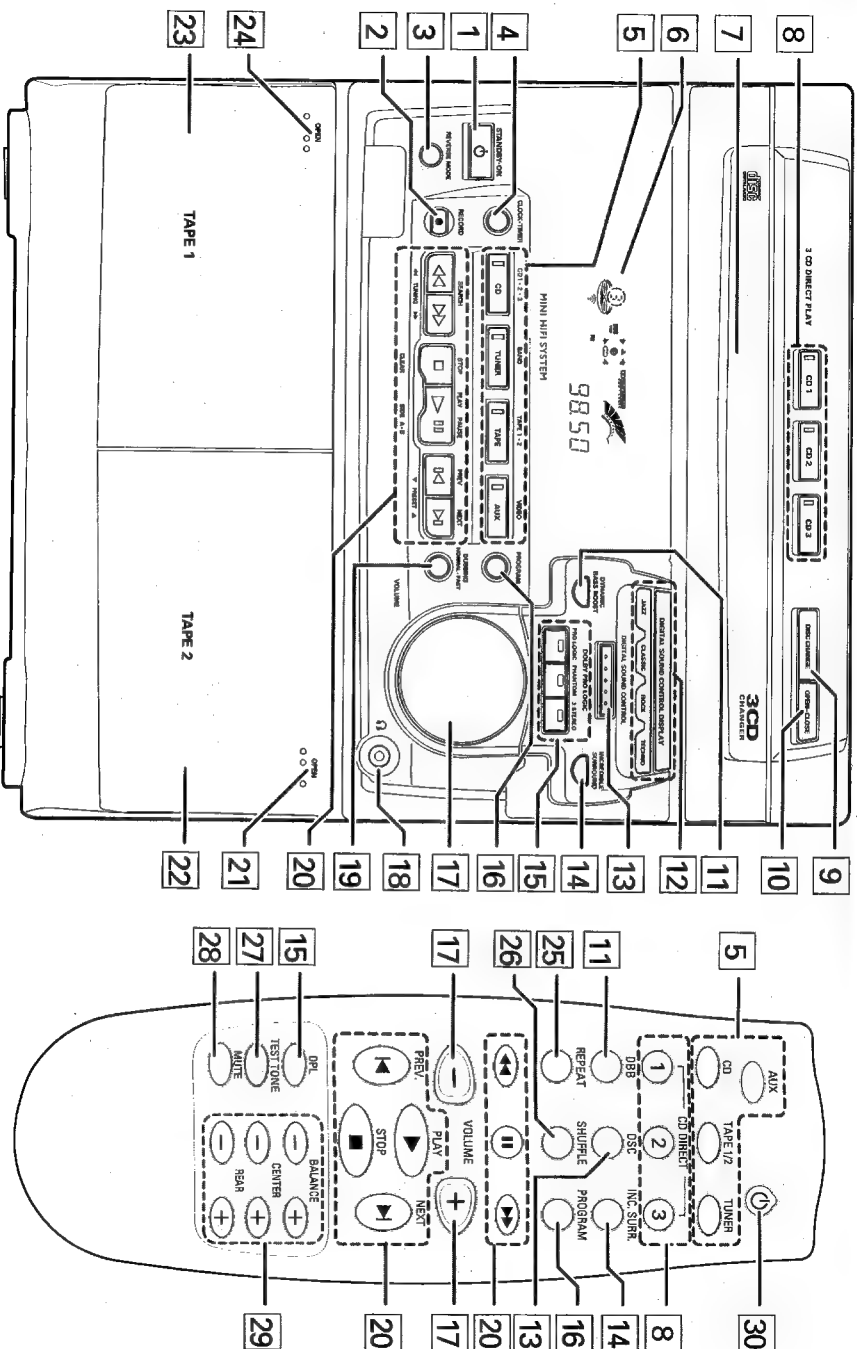 8
7
6
5
4
1
3
2
24
23
3 CD DIRECT PLAY
CD 1
CD 2
CD 3
DISC CHANGE
OPEN•CLOSE
disc
3CD
CHANGER
MINI HIFI SYSTEM
98.50
DIGITAL SOUND CONTROL DISPLAY
JAZZ
CLASSIC
ROCK
TECHNO
DIGITAL SOUND CONTROL
DYNAMIC
BASS BOOST
INCREDIBLE
SURROUND
DOLBY PRO LOGIC
PRO LOGIC
PHANTOM
3 STEREO
STANDBY•ON
CLOCK•TIMER
CD 1•2•3
BAND
TAPE 1•2
VIDEO
CD
TUNER
TAPE
AUX
PROGRAM
REVERSE MODE
RECORD
SEARCH
STOP
PLAY
PAUSE
PREV
NEXT
TUNING
CLEAR
SIDE A•B
PRESET
DUBBING
NORMAL•FAST
VOLUME
OPEN
OPEN
TAPE 1
TAPE 2
9
10
11
12
13
14
15
16
17
18
19
20
21
22
5
11
25
26
17
15
27
28
AUX
CD
TAPE 1/2
TUNER
1
2
3
CD DIRECT
DBB
DSC
INC. SURR.
REPEAT
SHUFFLE
PROGRAM
VOLUME
PREV.
PLAY
NEXT
STOP
DPL
TEST TONE
MUTE
BALANCE
CENTER
REAR
30
8
14
16
13
20
17
20
29